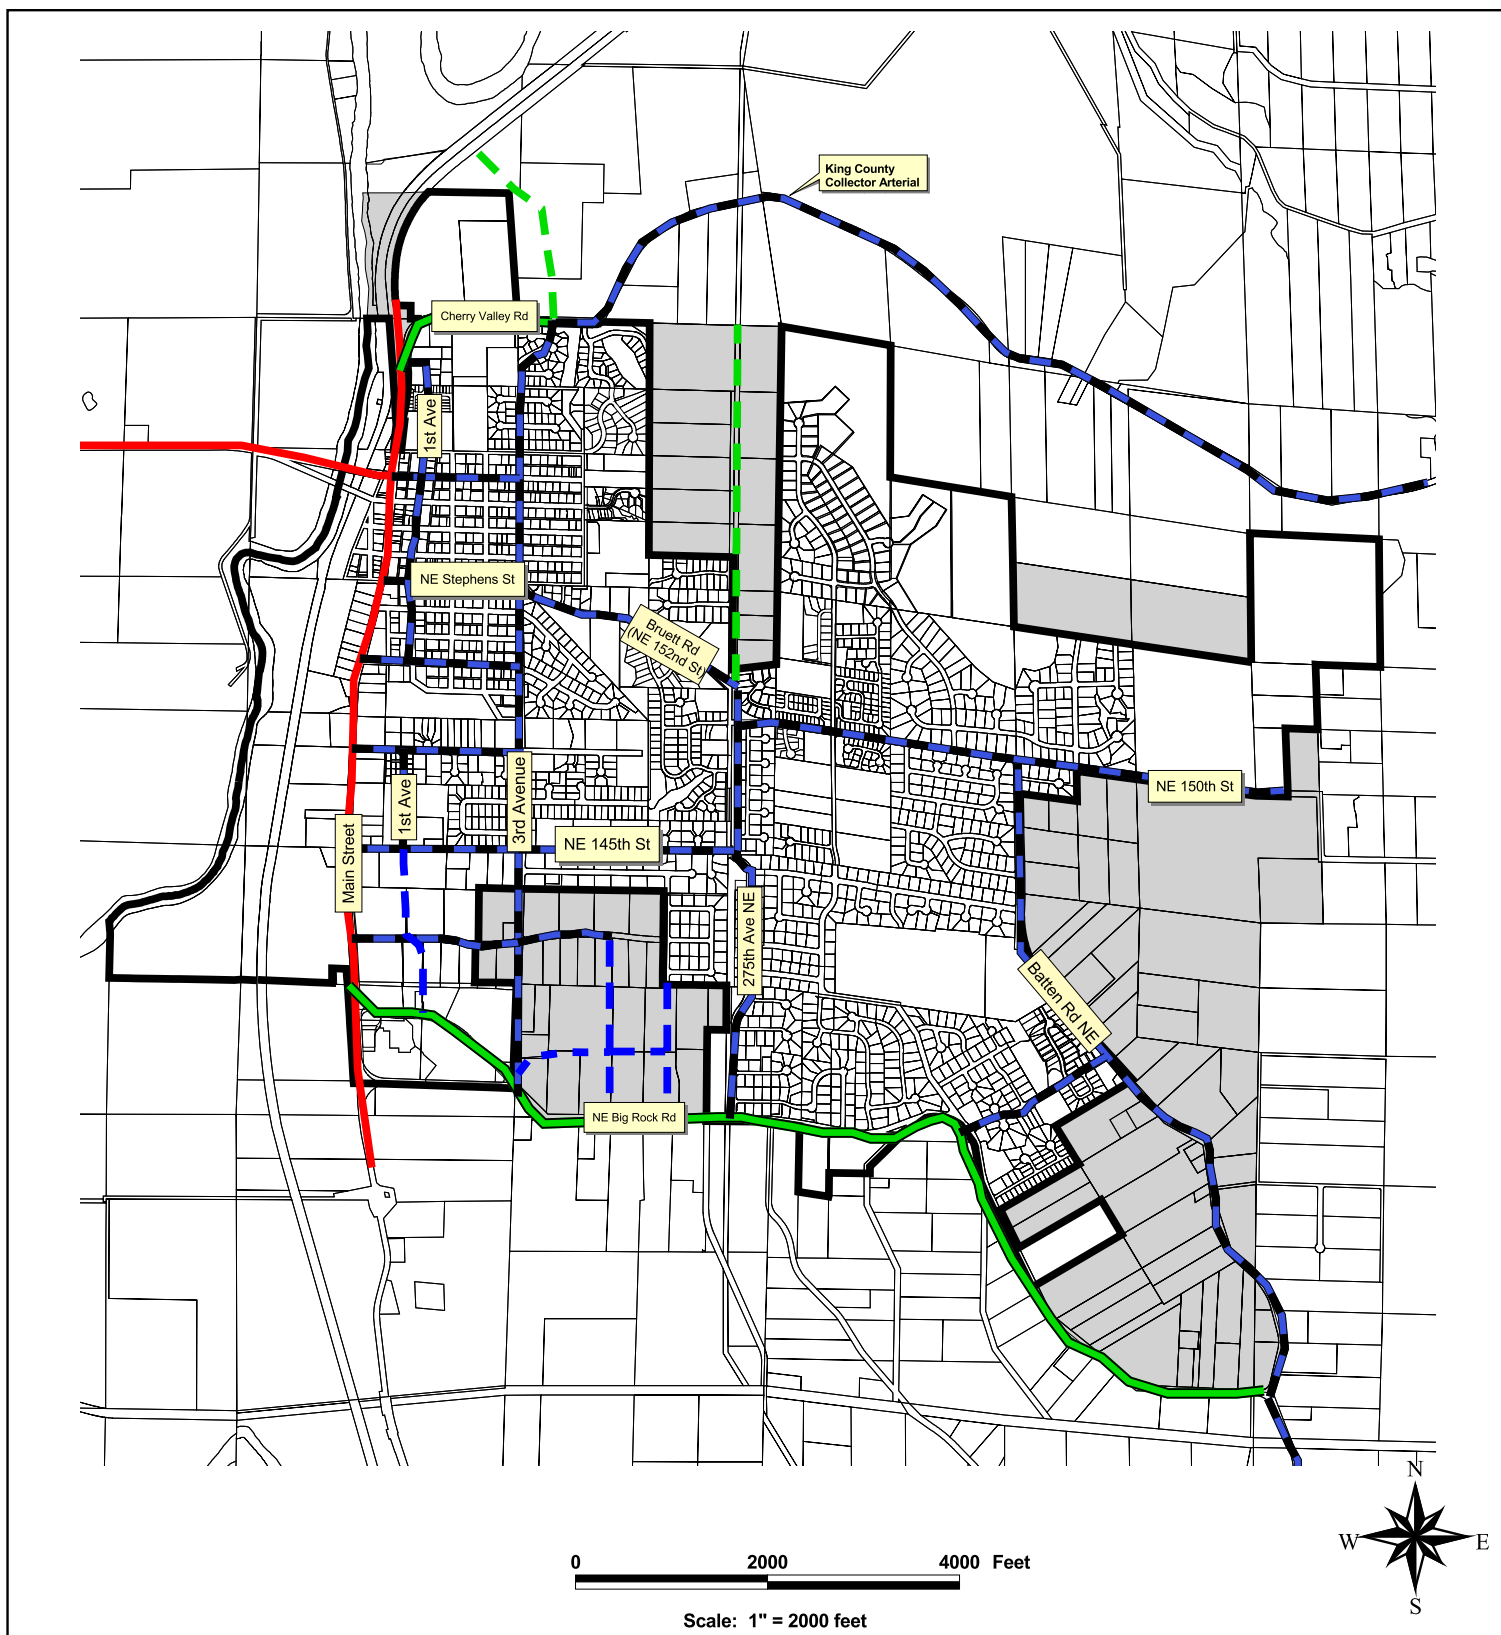 King County
Collector Arterial
Cherry Valley Rd
1st Ave
NE Stephens St
Bruett Rd
(NE 152nd St)
NE 150th St
3rd Avenue
1st Ave
Main Street
NE 145th St
275th Ave NE
Batten Rd NE
NE Big Rock Rd
N
W
E
S
0 2000 4000 Feet
Scale: 1" = 2000 feet